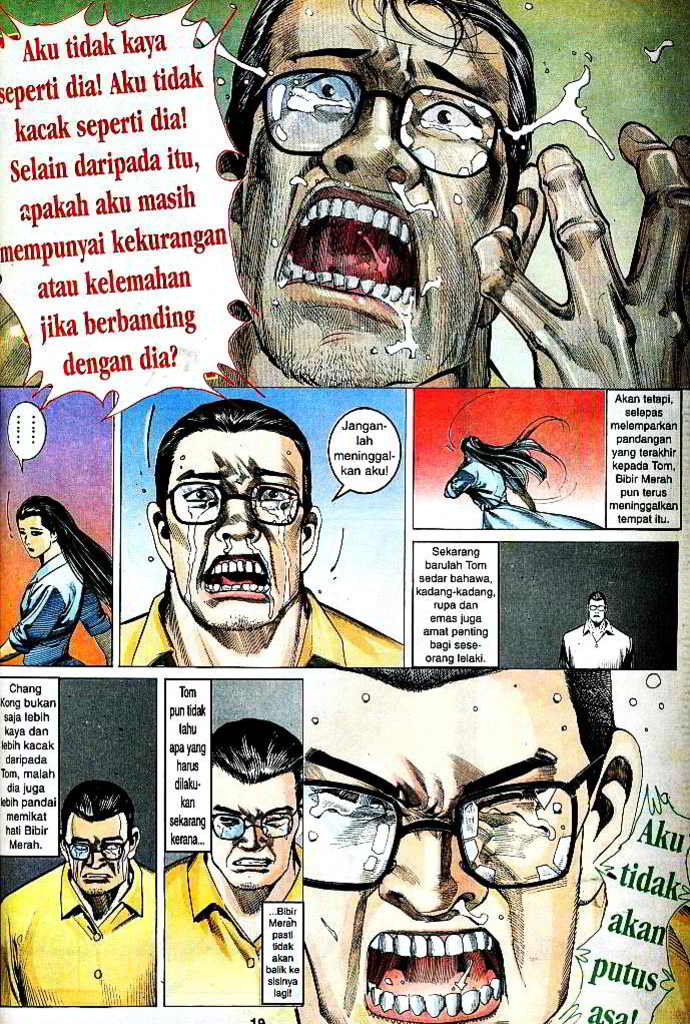 Aku tidak kaya
seperti dia! Aku tidak
kacak seperti dia!
Selain daripada itu,
apakah aku masih
mempunyai kekurangan
atau kelemahan
jika berbanding
dengan dia?
Jangan-
lah
meninggal-
kan aku!
Akan tetapi,
selepas
melemparkan
pandangan
yang terakhir
kepada Tom,
Bibir Merah
pun terus
meninggalkan
tempat itu.
Sekarang
barulah Tom
sedar bahawa,
kadang-kadang,
rupa dan
emas juga
amat penting
bagi sese-
orang lelaki.
Chang
Kong bukan
saja lebih
kaya dan
lebih kacak
daripada
Tom, malah
dia juga
lebih pandai
memikat
hati Bibir
Merah.
Tom
pun tidak
tahu
apa yang
harus
dilaku-
kan
sekarang
kerana...
...Bibir
Merah
pasti
tidak
akan
balik ke
sisinya
lagi!
Wa
Aku
tidak
akan
putus
asa!
19